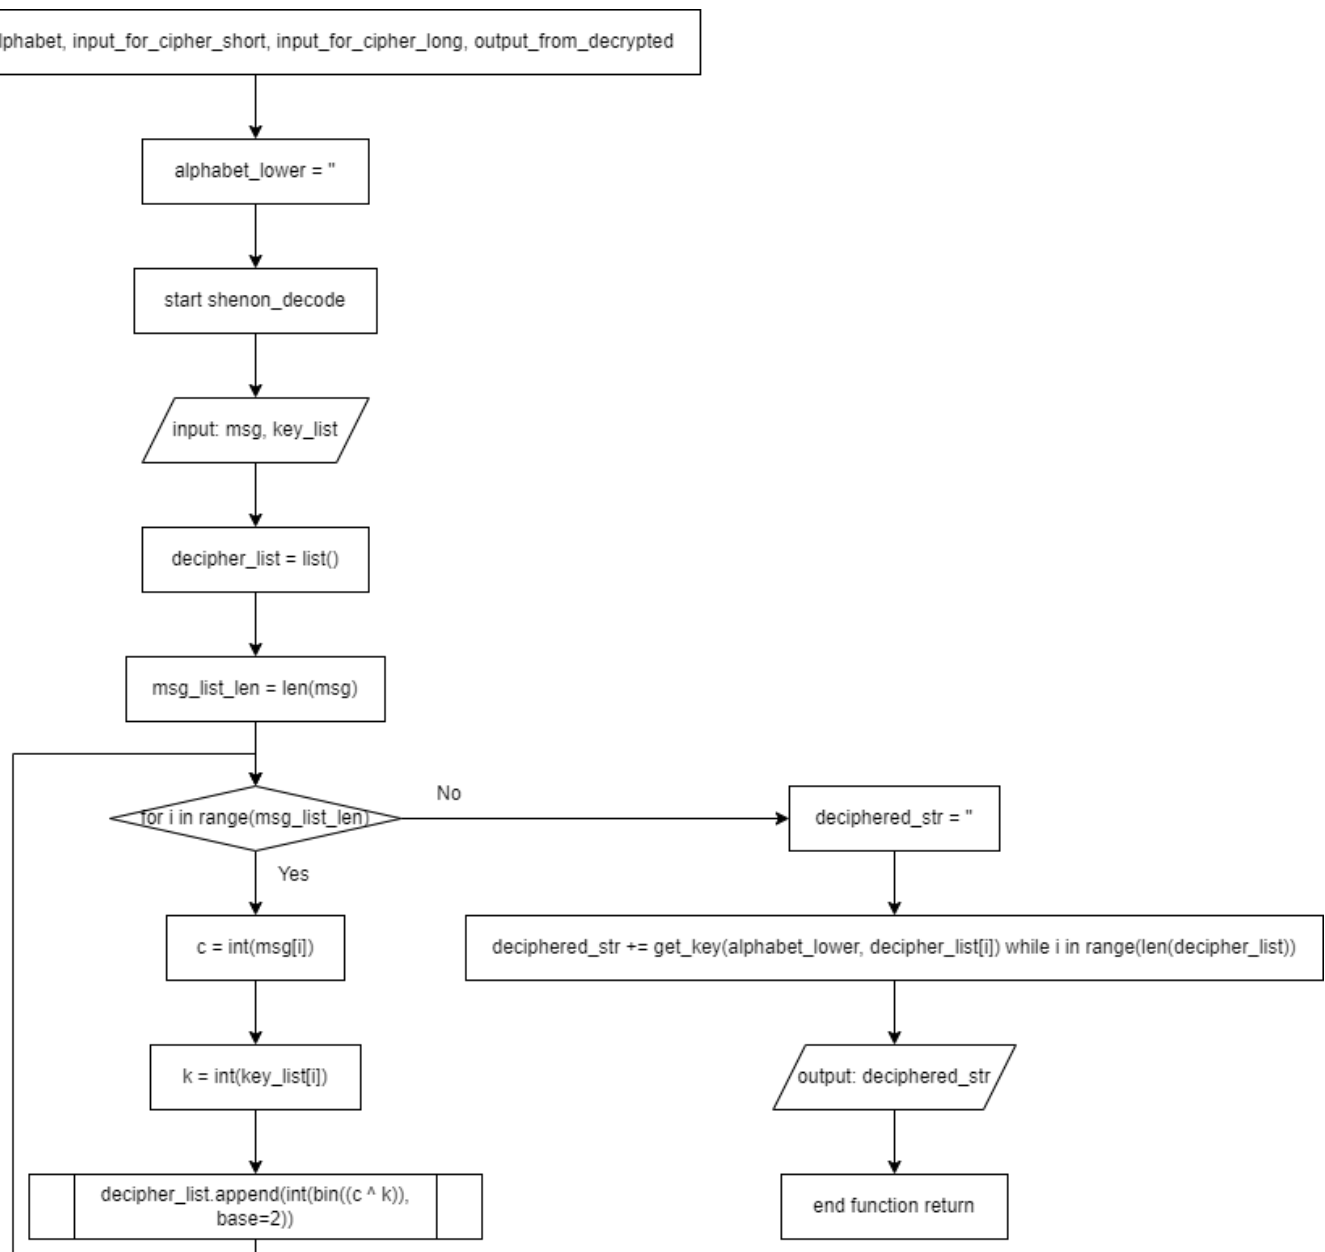 alphabet, input_for_cipher_short, input_for_cipher_long, output_from_decrypted
alphabet_lower = ''
start shenon_decode
input: msg, key_list
decipher_list = list()
msg_list_len = len(msg)
for i in range(msg_list_len)
No
Yes
c = int(msg[i])
k = int(key_list[i])
decipher_list.append(int(bin((c ^ k)),
base=2))
deciphered_str = ''
deciphered_str += get_key(alphabet_lower, decipher_list[i]) while i in range(len(decipher_list))
output: deciphered_str
end function return